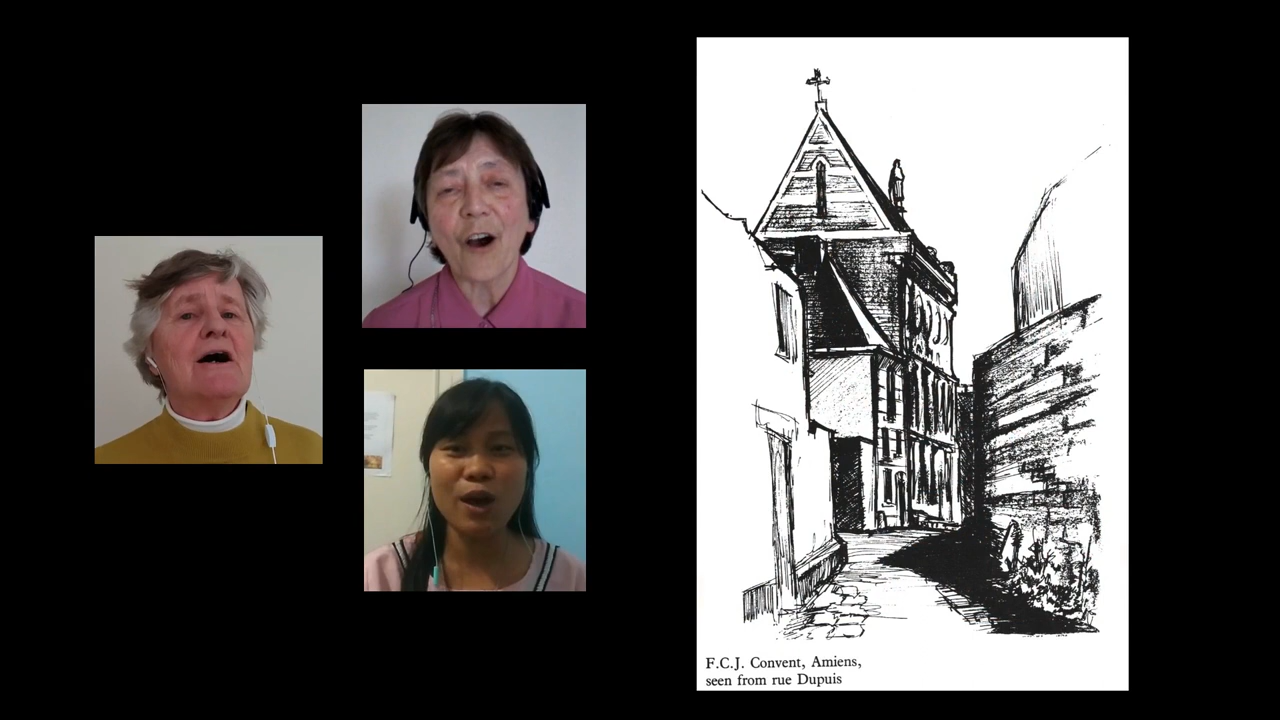 F.C.J. Convent, Amiens,
seen from rue Dupuis